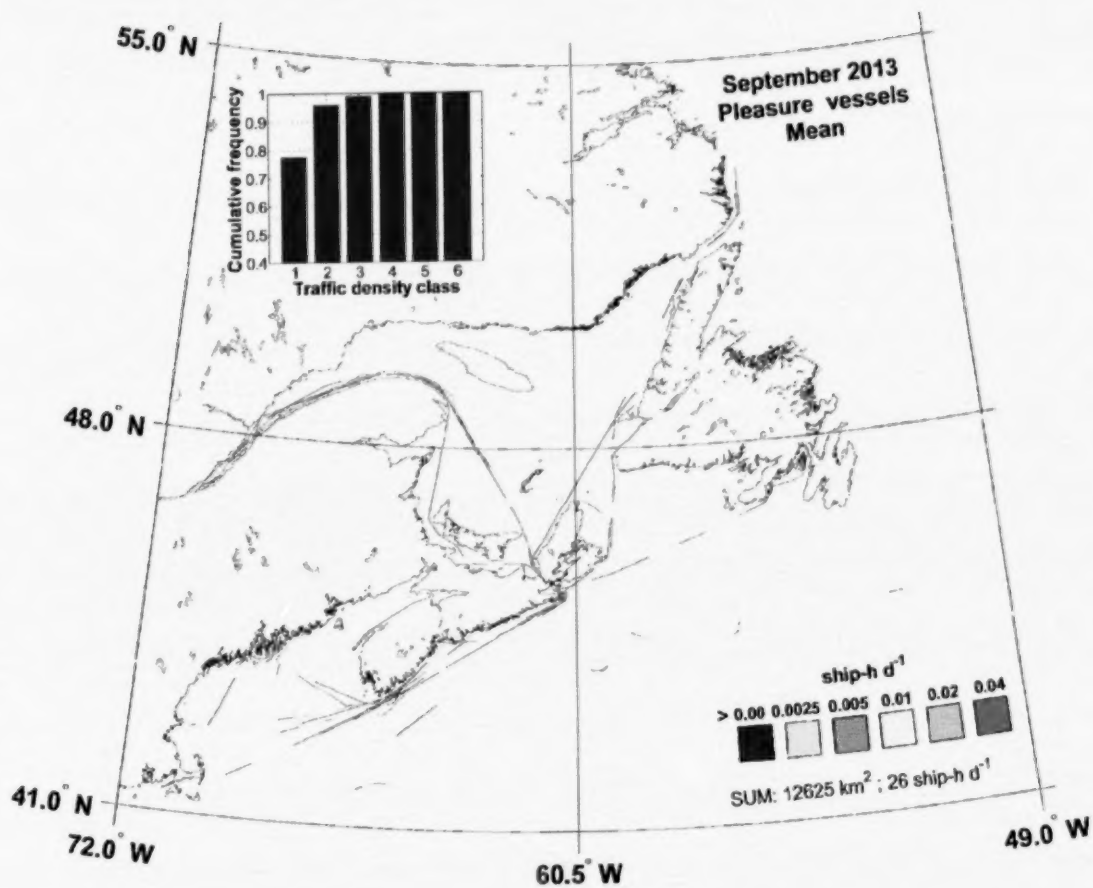 55.0° N
September 2013
Pleasure vessels
Mean
Cumulative frequency
1
0.9
0.8
0.7
0.6
0.5
0.4
1 2 3 4 5 6
Traffic density class
48.0° N
ship-h d⁻¹
> 0.00 0.0025 0.005 0.01 0.02 0.04
SUM: 12625 km² ; 26 ship-h d⁻¹
41.0° N
72.0° W
60.5° W
49.0° W